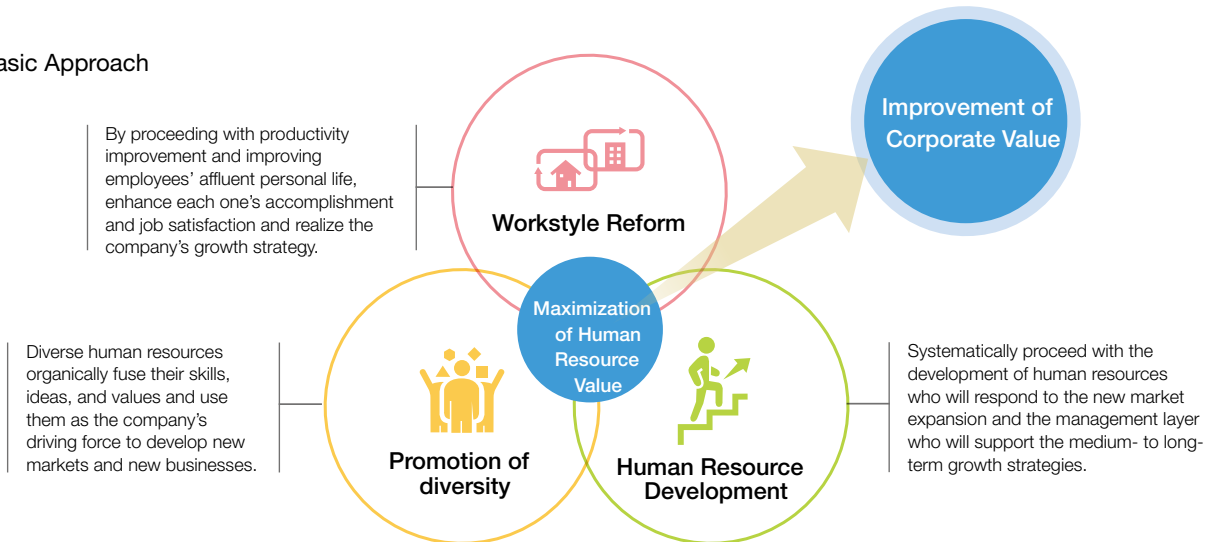 asic Approach
Improvement of
Corporate Value
By proceeding with productivity
improvement and improving
employees’ affluent personal life,
enhance each one’s accomplishment
and job satisfaction and realize the
company’s growth strategy.
Workstyle Reform
Maximization
of Human
Resource
Value
Diverse human resources
organically fuse their skills,
ideas, and values and use
them as the company’s
driving force to develop new
markets and new businesses.
Promotion of
diversity
Human Resource
Development
Systematically proceed with the
development of human resources
who will respond to the new market
expansion and the management layer
who will support the medium- to long-
term growth strategies.